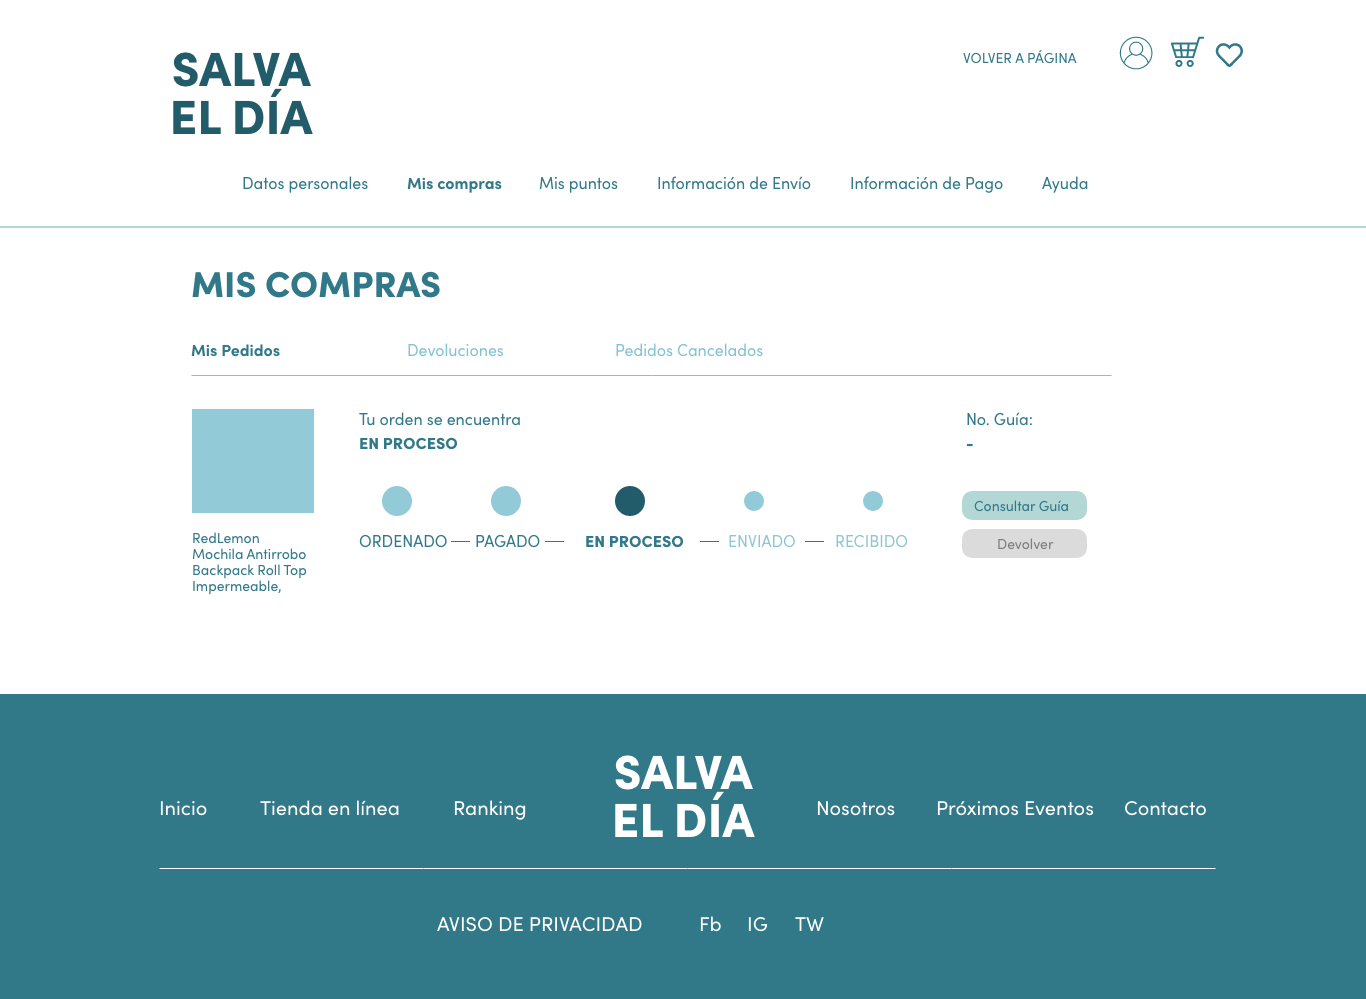 SALVA
EL DÍA
VOLVER A PÁGINA
Datos personales
Mis compras
Mis puntos
Información de Envío
Información de Pago
Ayuda
MIS COMPRAS
Mis Pedidos
Devoluciones
Pedidos Cancelados
RedLemon
Mochila Antirrobo
Backpack Roll Top
Impermeable,
Tu orden se encuentra
EN PROCESO
ORDENADO
PAGADO
EN PROCESO
ENVIADO
RECIBIDO
No. Guía:
-
Consultar Guía
Devolver
Inicio
Tienda en línea
Ranking
SALVA
EL DÍA
Nosotros
Próximos Eventos
Contacto
AVISO DE PRIVACIDAD
Fb
IG
TW